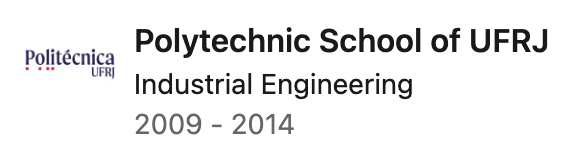 Politécnica
UFRJ
Polytechnic School of UFRJ
Industrial Engineering
2009 - 2014